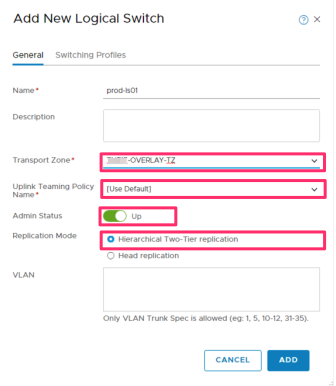 Add New Logical Switch
General Switching Profiles
Name* prod-ls01
Description
Transport Zone* -OVERLAY-TZ
Uplink Teaming Policy Name* [Use Default]
Admin Status Up
Replication Mode Hierarchical Two-Tier replication
Head replication
VLAN
Only VLAN Trunk Spec is allowed (eg: 1, 5, 10-12, 31-35).
CANCEL ADD